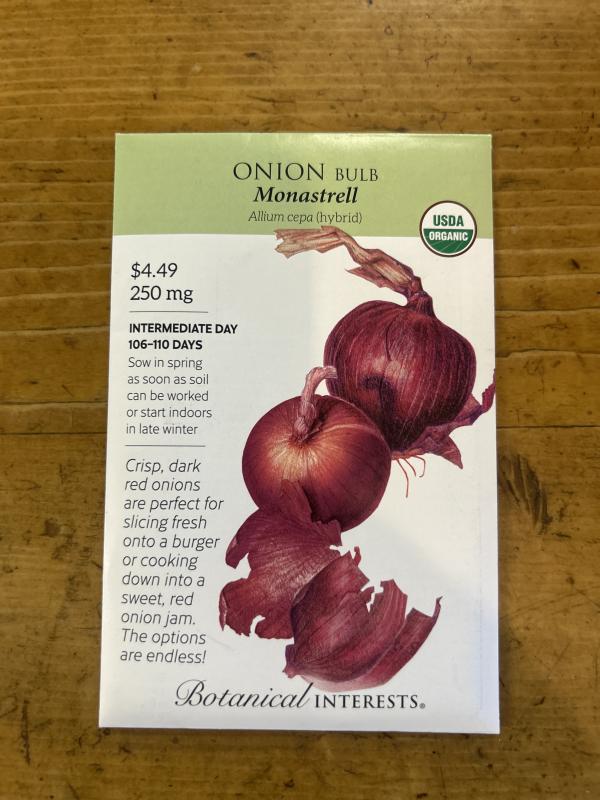 ONION BULB
Monastrell
Allium cepa (hybrid)
USDA
ORGANIC
$4.49
250 mg
INTERMEDIATE DAY
106–110 DAYS
Sow in spring
as soon as soil
can be worked
or start indoors
in late winter
Crisp, dark
red onions
are perfect for
slicing fresh
onto a burger
or cooking
down into a
sweet, red
onion jam.
The options
are endless!
Botanical INTERESTS®